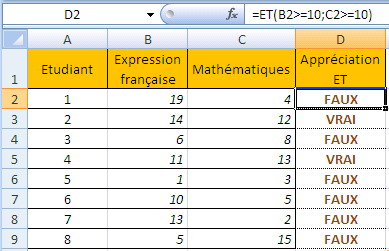 D2 fx =ET(B2>=10;C2>=10)
A B C D
1 Etudiant Expression française Mathématiques Appréciation ET
2 1 19 4 FAUX
3 2 14 12 VRAI
4 3 6 8 FAUX
5 4 11 13 VRAI
6 5 1 3 FAUX
7 6 10 5 FAUX
8 7 13 2 FAUX
9 8 5 15 FAUX